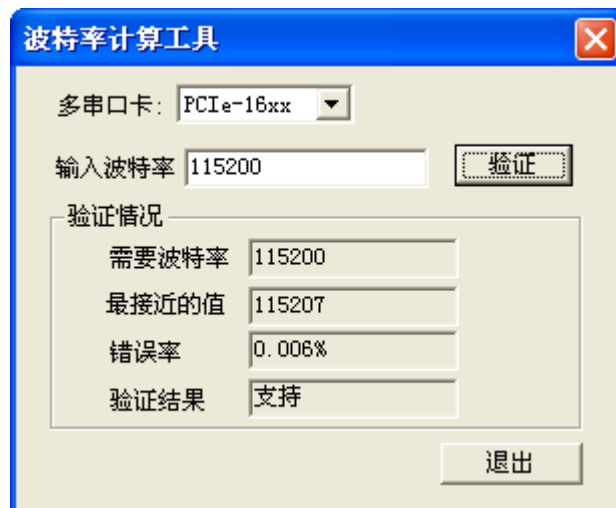 波特率计算工具
多串口卡: PCIe-16xx
输入波特率 115200 验证
验证情况
需要波特率 115200
最接近的值 115207
错误率 0.006%
验证结果 支持
退出